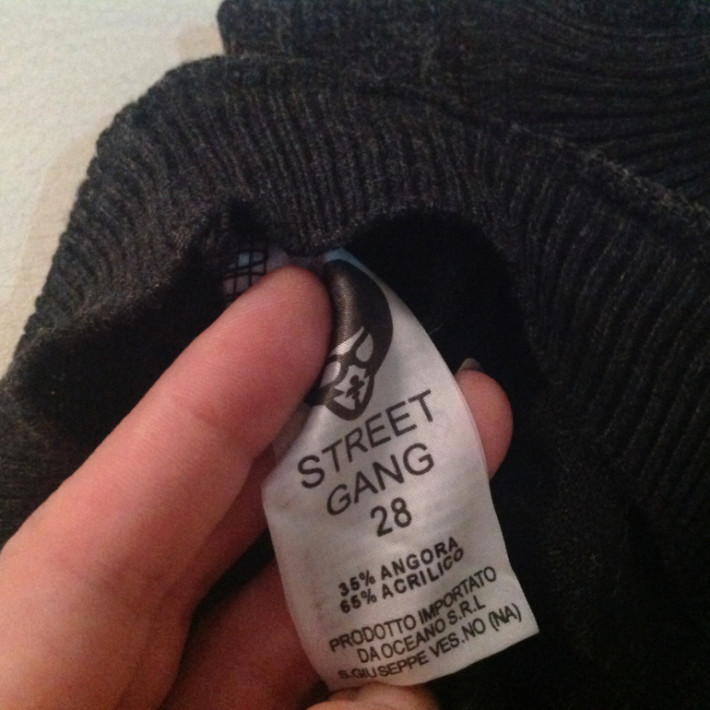 STREET
GANG
28
35% ANGORA
65% ACRILICO
PRODOTTO IMPORTATO
DA OCEANO S.R.L
S.GIUSEPPE VES.NO (NA)